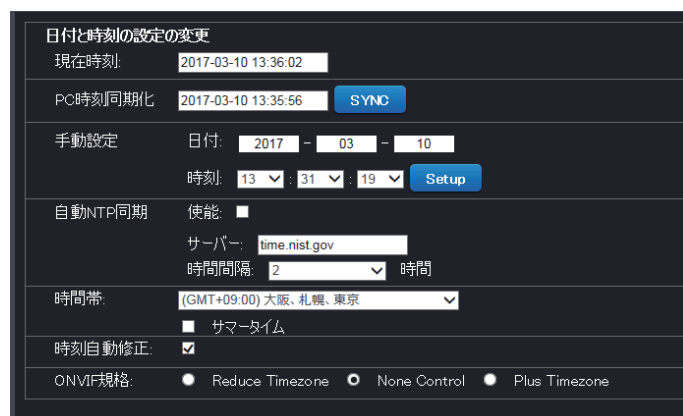 日付と時刻の設定の変更
現在時刻: 2017-03-10 13:36:02
PC時刻同期化 2017-03-10 13:35:56 SYNC
手動設定 日付: 2017 - 03 - 10
時刻: 13 : 31 : 19 Setup
自動NTP同期 使能:
サーバー: time.nist.gov
時間間隔: 2 時間
時間帯: (GMT+09:00) 大阪、札幌、東京
サマータイム
時刻自動修正:
ONVIF規格: Reduce Timezone None Control Plus Timezone